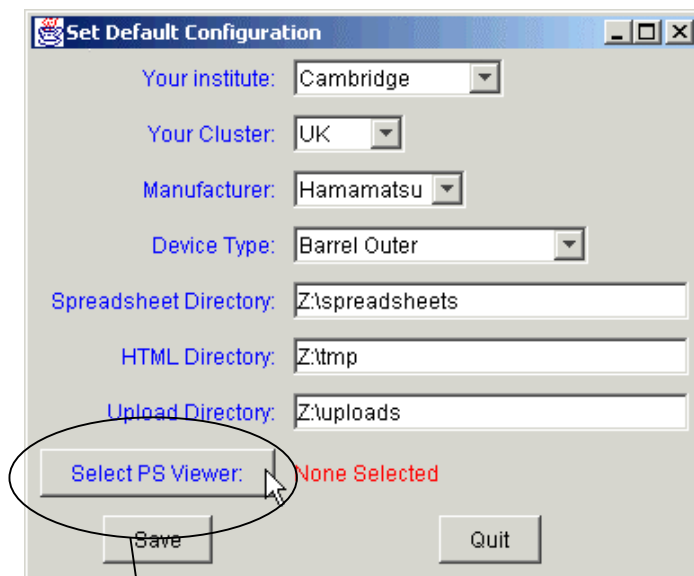 Set Default Configuration
Your institute: Cambridge
Your Cluster: UK
Manufacturer: Hamamatsu
Device Type: Barrel Outer
Spreadsheet Directory: Z:\spreadsheets
HTML Directory: Z:\tmp
Upload Directory: Z:\uploads
Select PS Viewer: None Selected
Save Quit